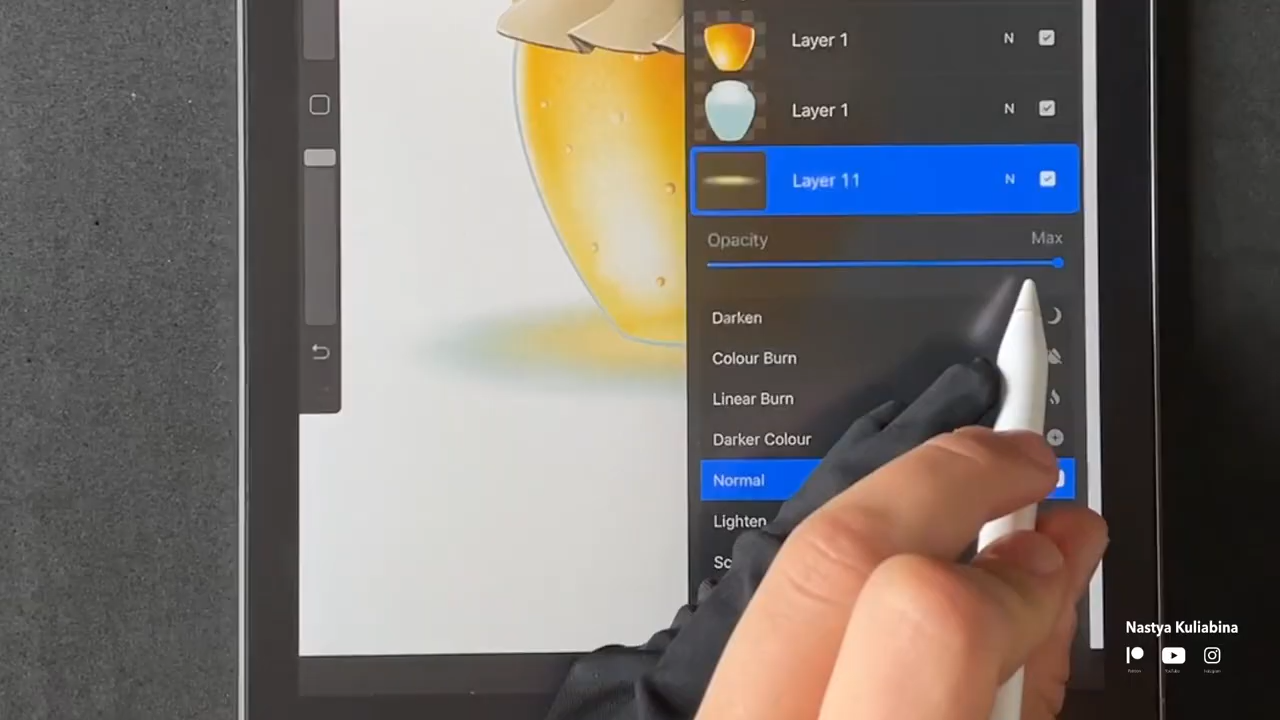 Layer 1 N
Layer 1 N
Layer 11 N
Opacity Max
Darken
Colour Burn
Linear Burn
Darker Colour
Normal
Lighten
Sc
Nastya Kuliabina